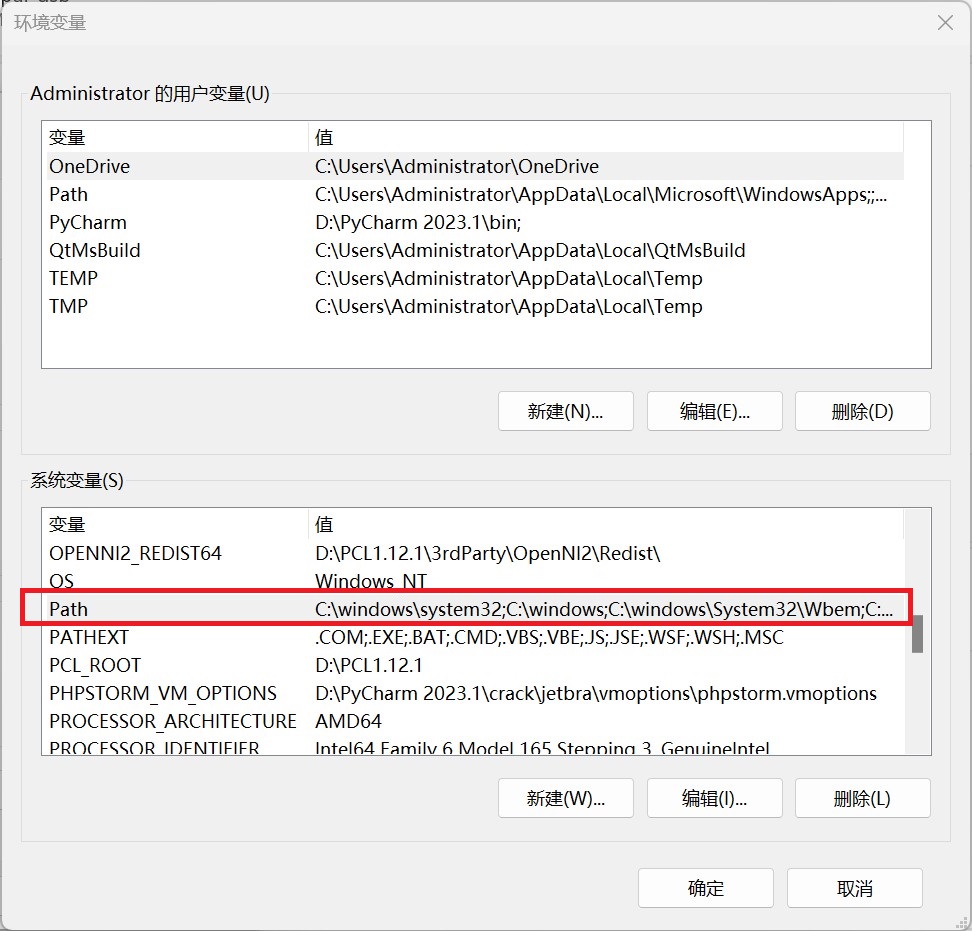 环境变量
Administrator 的用户变量(U)
变量 值
OneDrive C:\Users\Administrator\OneDrive
Path C:\Users\Administrator\AppData\Local\Microsoft\WindowsApps;;...
PyCharm D:\PyCharm 2023.1\bin;
QtMsBuild C:\Users\Administrator\AppData\Local\QtMsBuild
TEMP C:\Users\Administrator\AppData\Local\Temp
TMP C:\Users\Administrator\AppData\Local\Temp
新建(N)... 编辑(E)... 删除(D)
系统变量(S)
变量 值
OPENNI2_REDIST64 D:\PCL1.12.1\3rdParty\OpenNI2\Redist\
OS Windows_NT
Path C:\windows\system32;C:\windows;C:\windows\System32\Wbem;C:...
PATHEXT .COM;.EXE;.BAT;.CMD;.VBS;.VBE;.JS;.JSE;.WSF;.WSH;.MSC
PCL_ROOT D:\PCL1.12.1
PHPSTORM_VM_OPTIONS D:\PyCharm 2023.1\crack\jetbra\vmoptions\phpstorm.vmoptions
PROCESSOR_ARCHITECTURE AMD64
PROCESSOR_IDENTIFIER Intel64 Family 6 Model 165 Stepping 3, GenuineIntel
新建(W)... 编辑(I)... 删除(L)
确定 取消